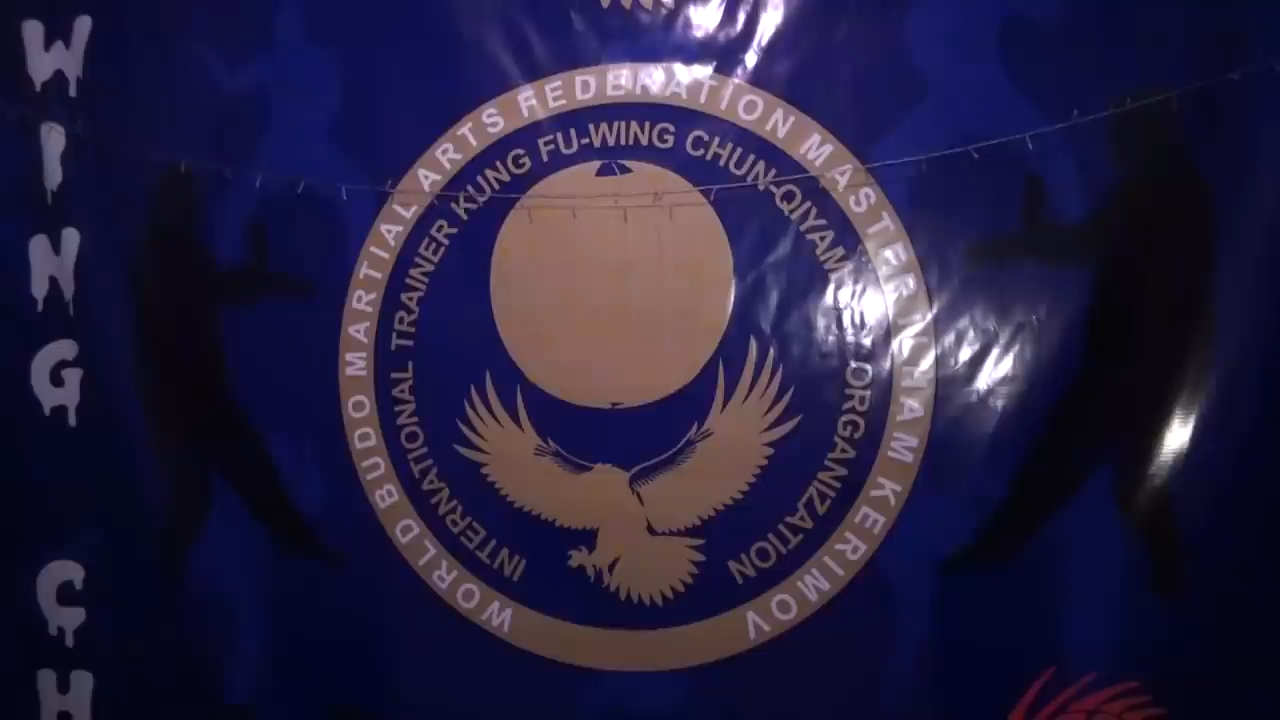 WING
CH
WORLD BUDO MARTIAL ARTS FEDERATION MASTER KERIMOV
INTERNATIONAL TRAINER KUNG FU-WING CHUN-QIYAM ORGANIZATION